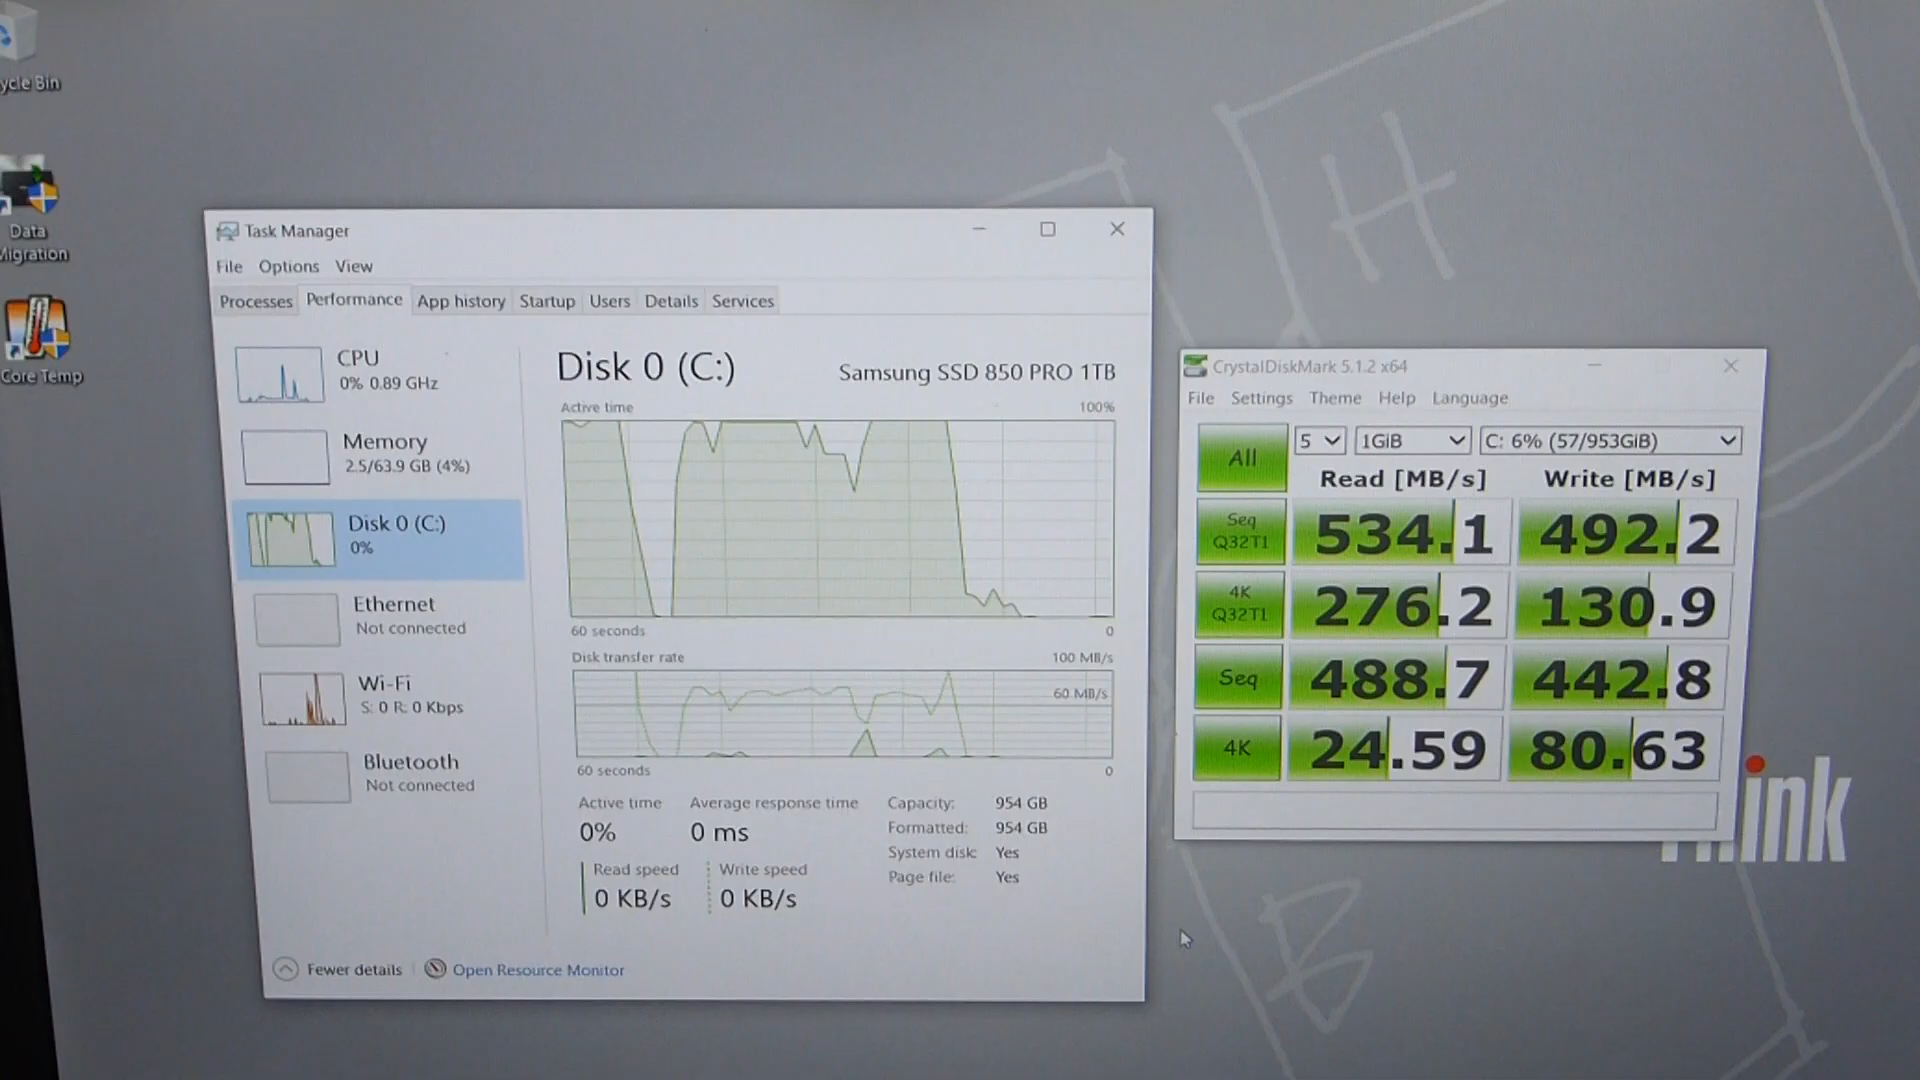 ycle Bin
Data
Migration
Core Temp
Task Manager
File Options View
Processes Performance App history Startup Users Details Services
CPU
0% 0.89 GHz
Memory
2.5/63.9 GB (4%)
Disk 0 (C:)
0%
Ethernet
Not connected
Wi-Fi
S: 0 R: 0 Kbps
Bluetooth
Not connected
Disk 0 (C:) Samsung SSD 850 PRO 1TB
Active time 100%
60 seconds 0
Disk transfer rate 100 MB/s
60 MB/s
60 seconds 0
Active time Average response time
0% 0 ms
Read speed Write speed
0 KB/s 0 KB/s
Capacity: 954 GB
Formatted: 954 GB
System disk: Yes
Page file: Yes
Fewer details Open Resource Monitor
CrystalDiskMark 5.1.2 x64
File Settings Theme Help Language
All 5 1GiB C: 6% (57/953GiB)
Read [MB/s] Write [MB/s]
Seq
Q32T1 534.1 492.2
4K
Q32T1 276.2 130.9
Seq 488.7 442.8
4K 24.59 80.63
H
B